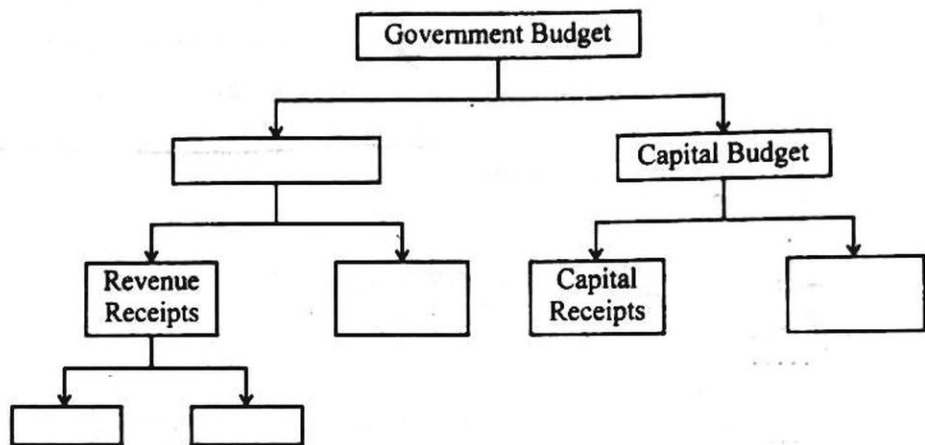 Government Budget
Capital Budget
Revenue
Receipts
Capital
Receipts